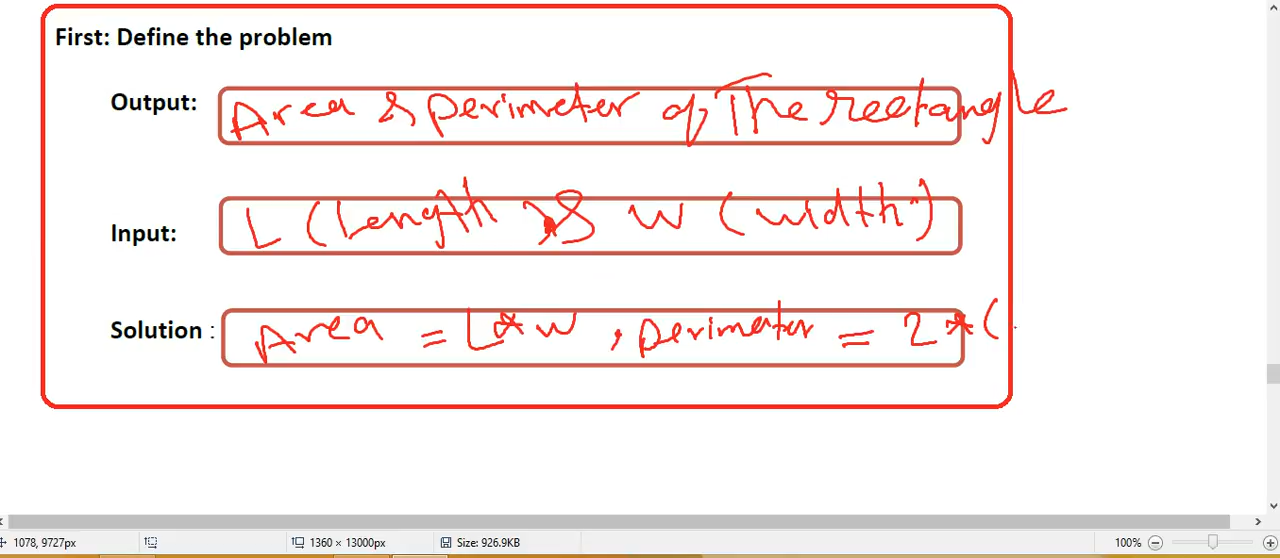 First: Define the problem
Output: Area & perimeter of The rectangle
Input: L (length) & w (width)
Solution : Area = L * w , perimeter = 2 * (
1078, 9727px 1360 × 13000px Size: 926.9KB 100%